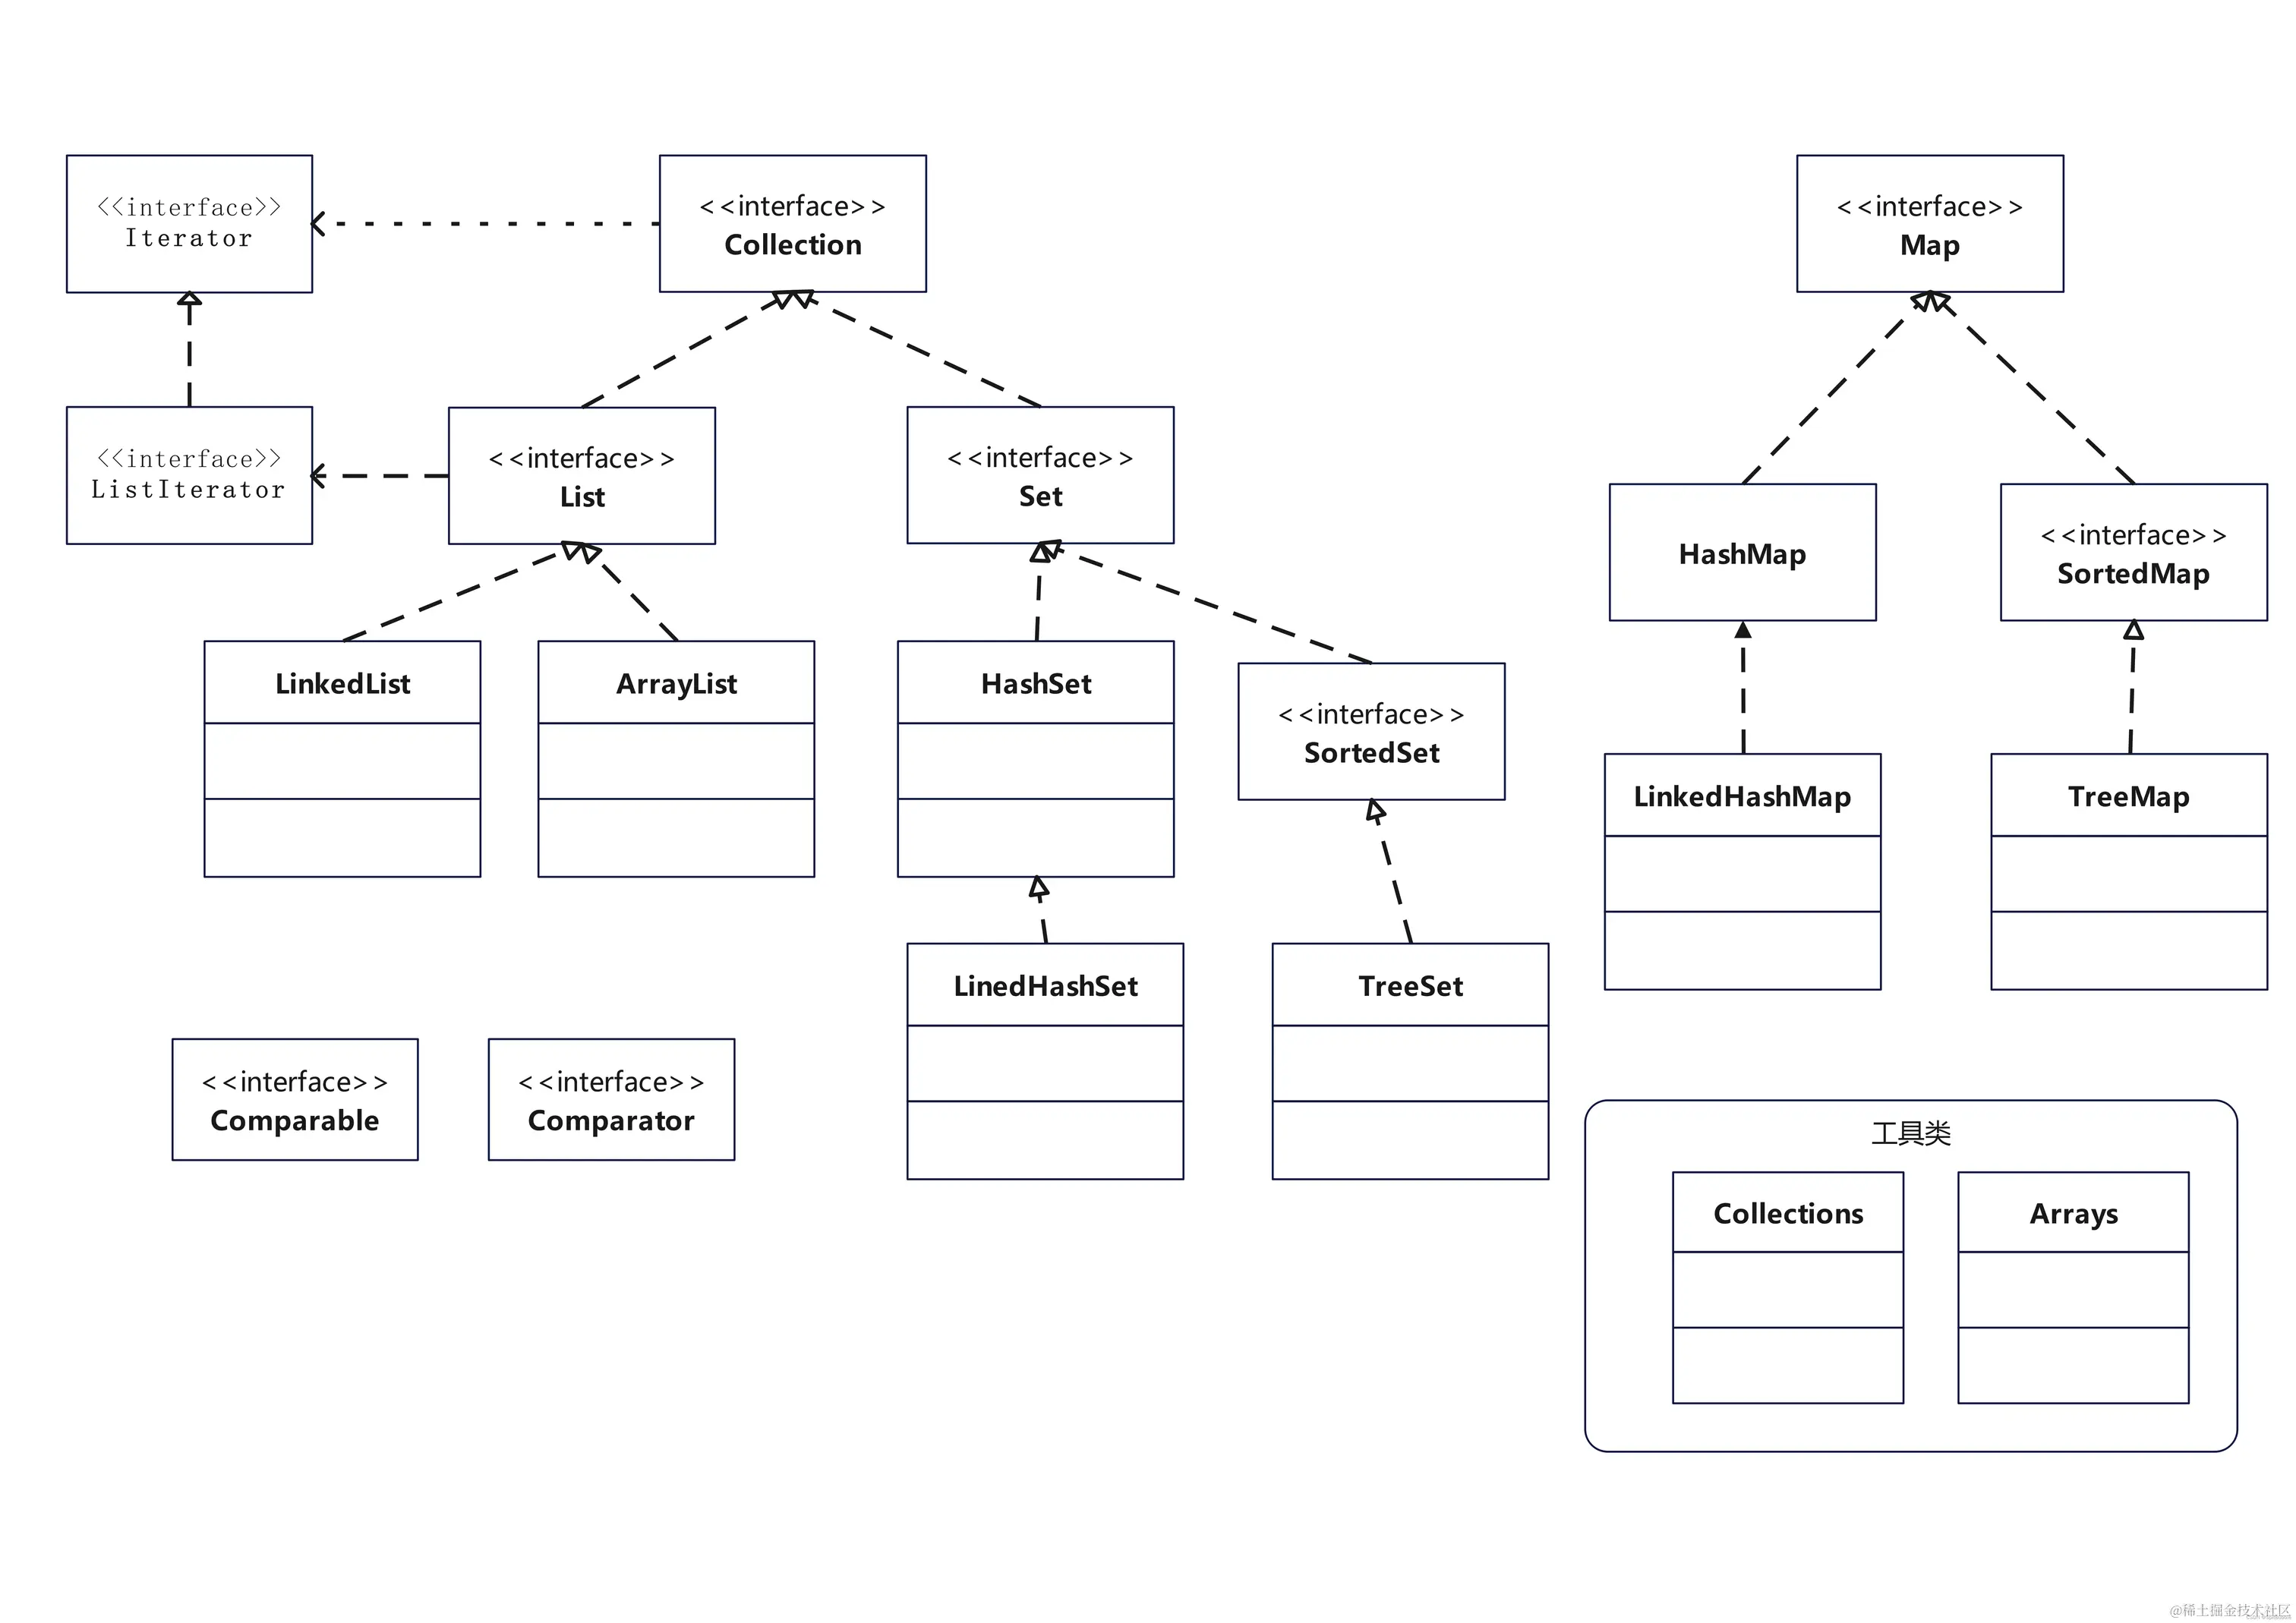 <<interface>>
Iterator
<<interface>>
Collection
<<interface>>
Map
<<interface>>
ListIterator
<<interface>>
List
<<interface>>
Set
HashMap
<<interface>>
SortedMap
LinkedList
ArrayList
HashSet
<<interface>>
SortedSet
LinkedHashMap
TreeMap
LinedHashSet
TreeSet
<<interface>>
Comparable
<<interface>>
Comparator
工具类
Collections
Arrays
@稀土掘金技术社区